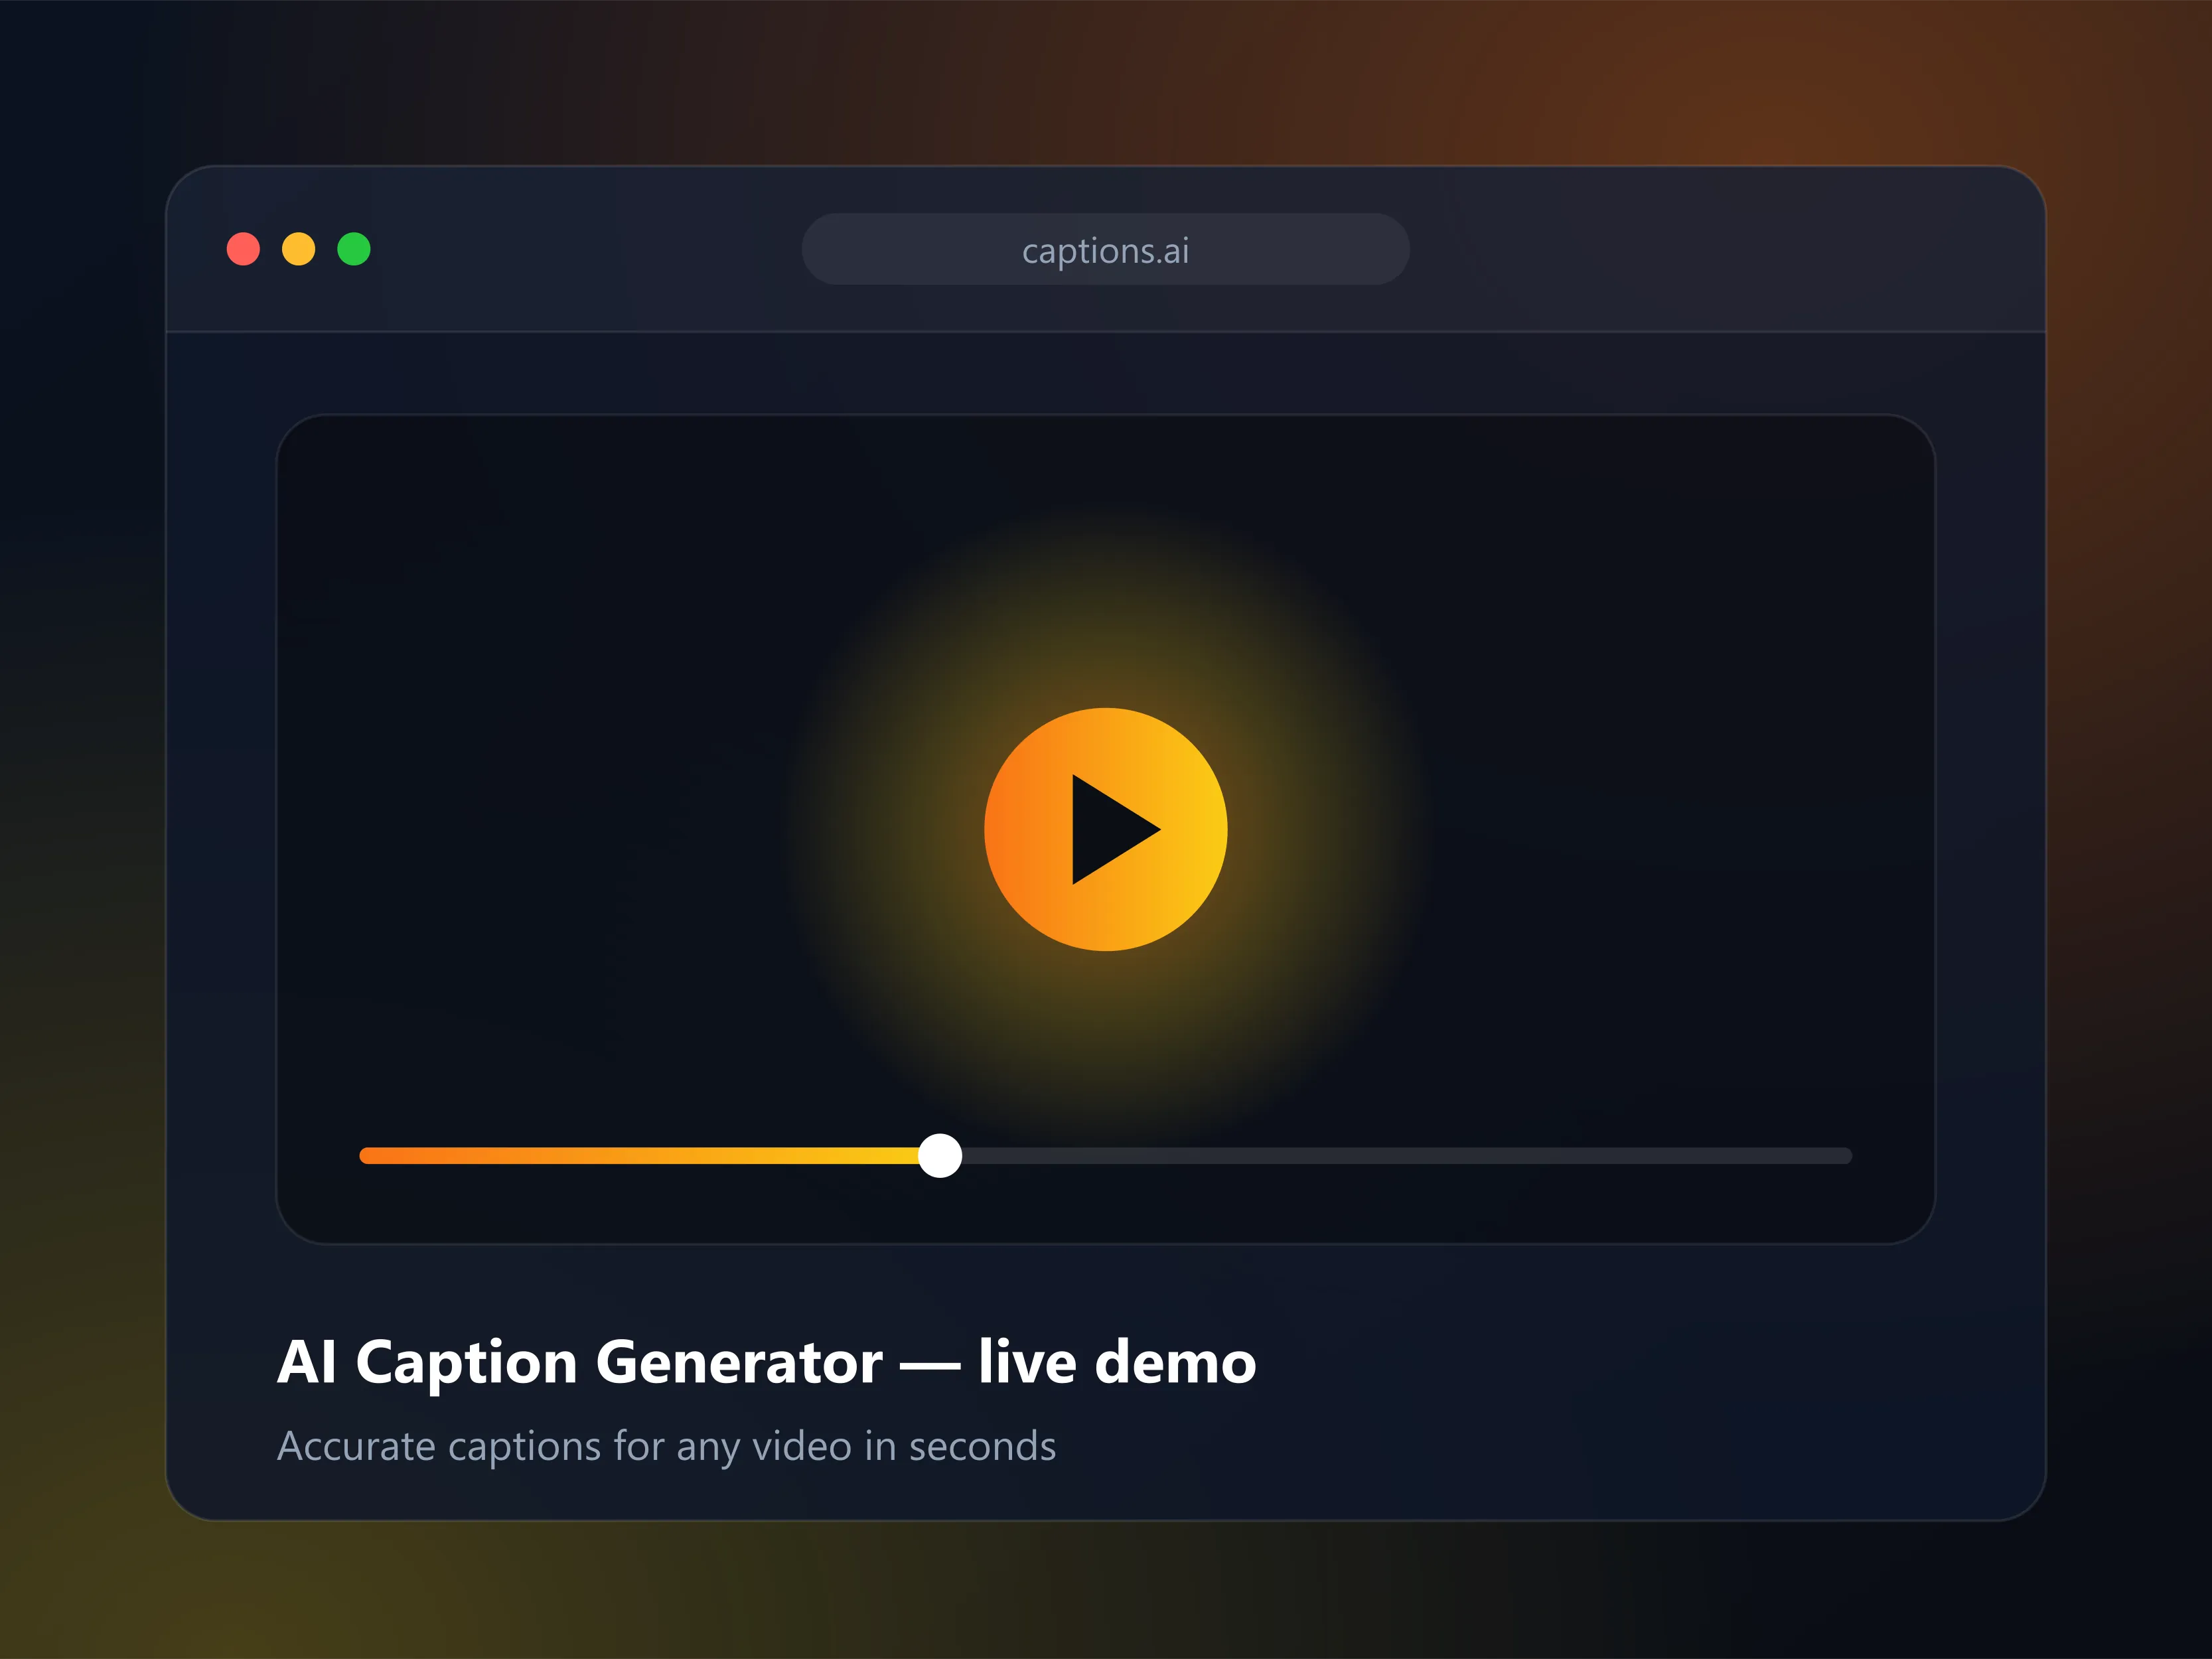 captions.ai
AI Caption Generator — live demo
Accurate captions for any video in seconds